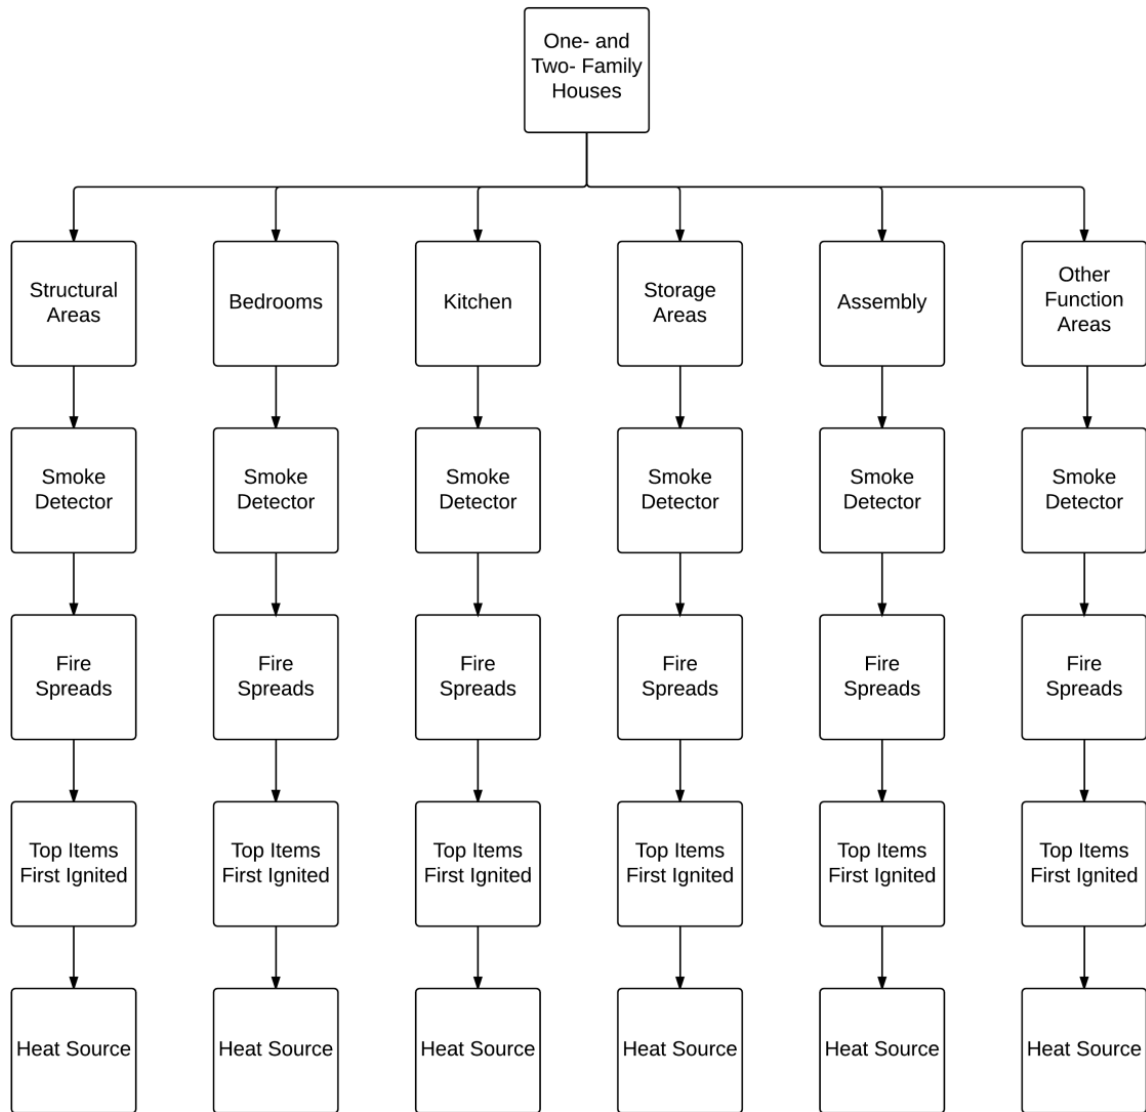 One- and
Two- Family
Houses
Structural
Areas
Bedrooms
Kitchen
Storage
Areas
Assembly
Other
Function
Areas
Smoke
Detector
Smoke
Detector
Smoke
Detector
Smoke
Detector
Smoke
Detector
Smoke
Detector
Fire
Spreads
Fire
Spreads
Fire
Spreads
Fire
Spreads
Fire
Spreads
Fire
Spreads
Top Items
First Ignited
Top Items
First Ignited
Top Items
First Ignited
Top Items
First Ignited
Top Items
First Ignited
Top Items
First Ignited
Heat Source
Heat Source
Heat Source
Heat Source
Heat Source
Heat Source